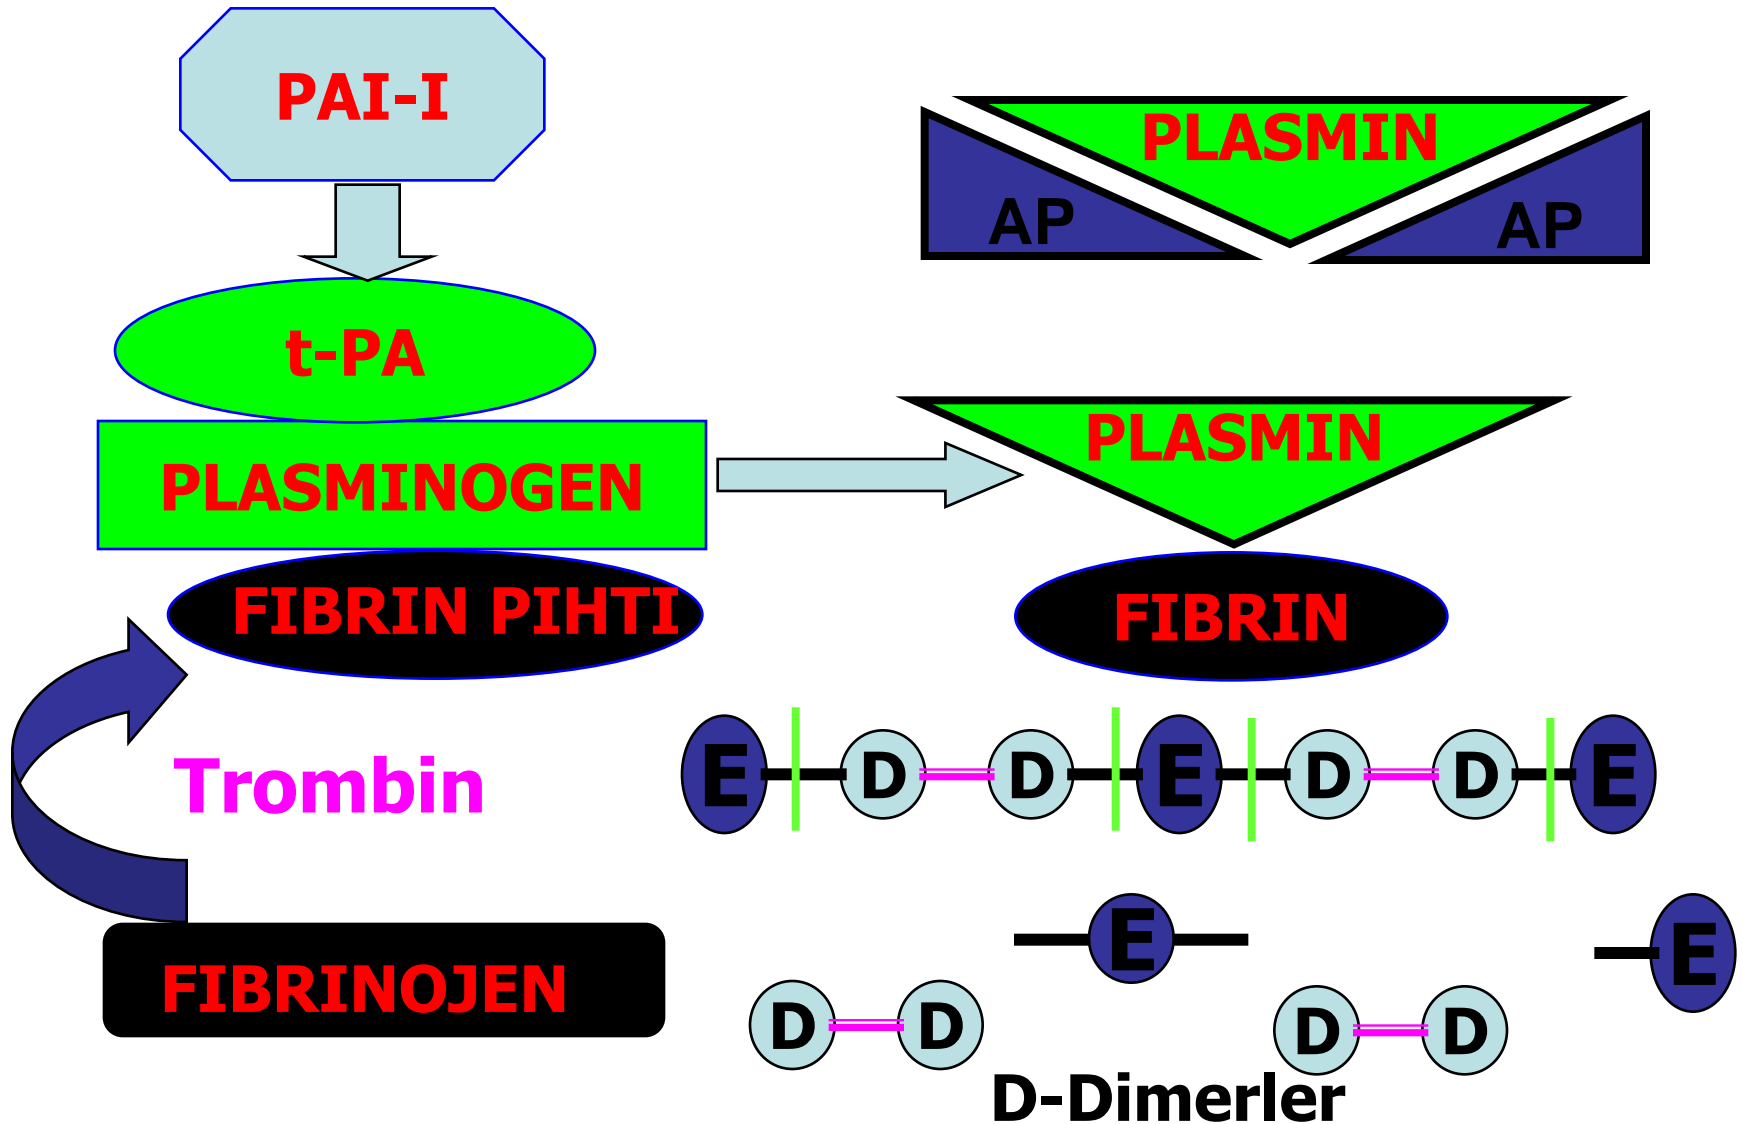 PAI-I
PLASMIN
AP
AP
t-PA
PLASMINOGEN
PLASMIN
FIBRIN PIHTI
FIBRIN
Trombin
E D D E D D E
FIBRINOJEN
E E
D D D D
D-Dimerler